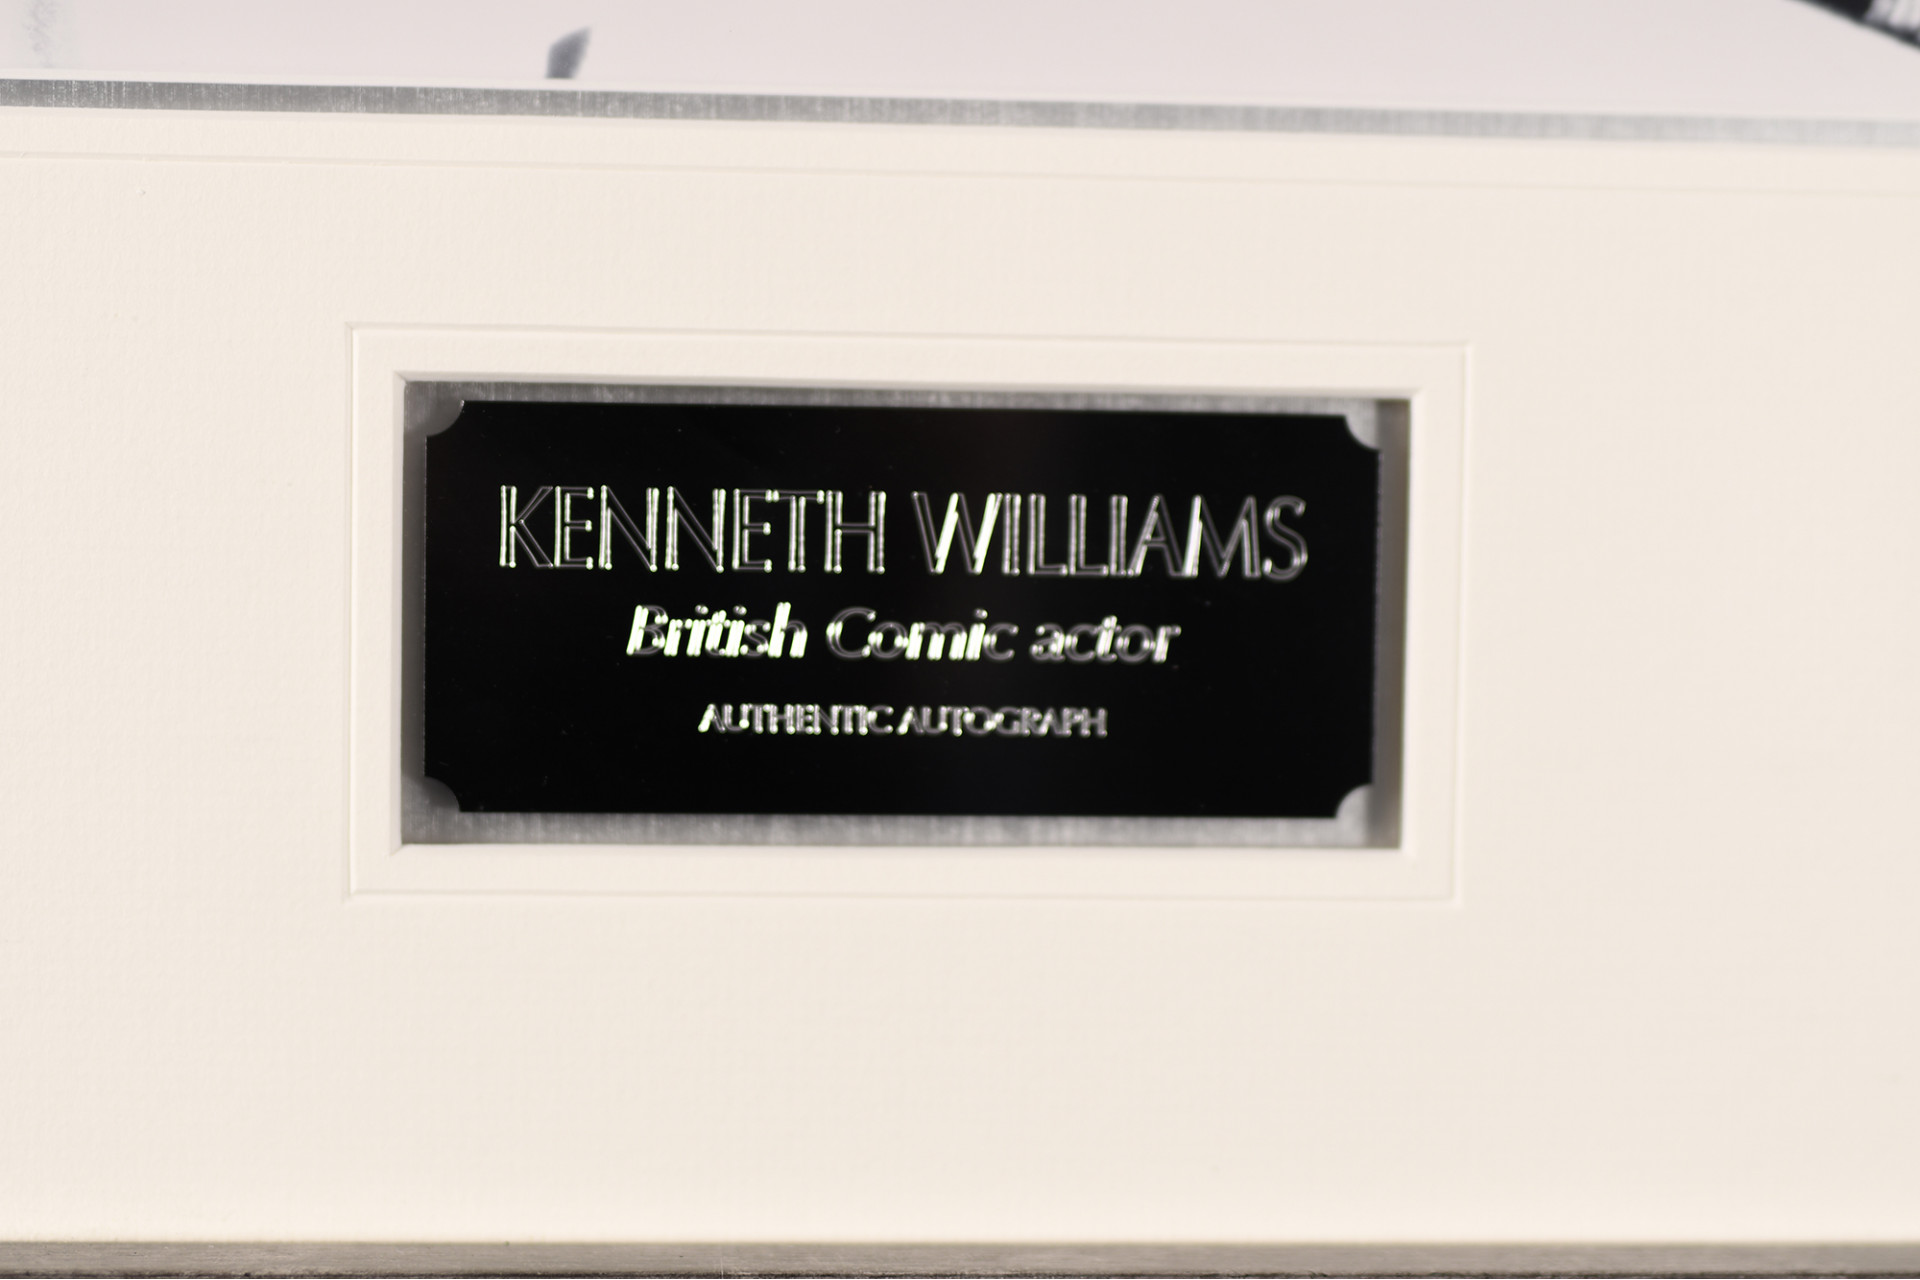 KENNETH WILLIAMS
British Comic actor
AUTHENTIC AUTOGRAPH